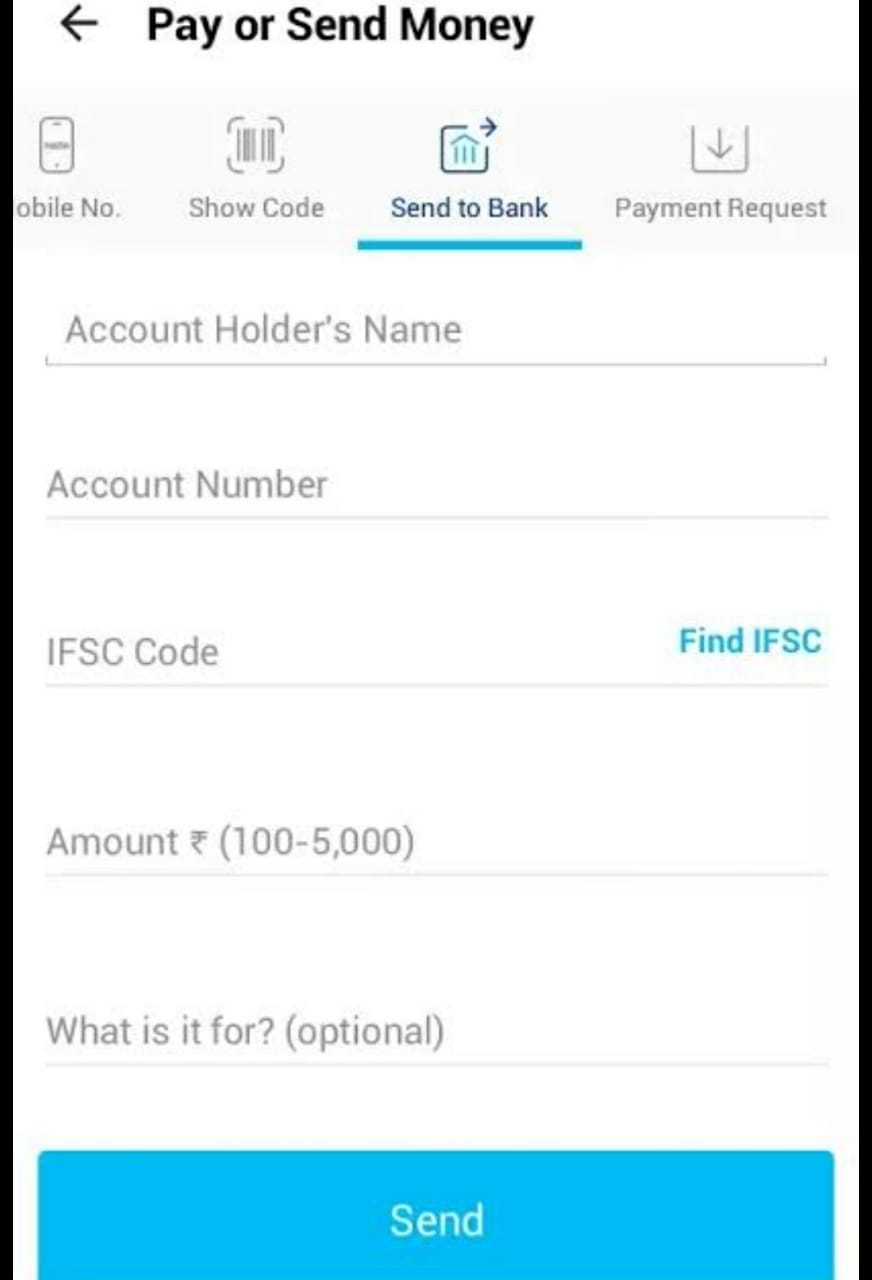 Pay or Send Money
obile No.
Show Code
Send to Bank
Payment Request
Account Holder's Name
Account Number
IFSC Code
Find IFSC
Amount ₹ (100-5,000)
What is it for? (optional)
Send